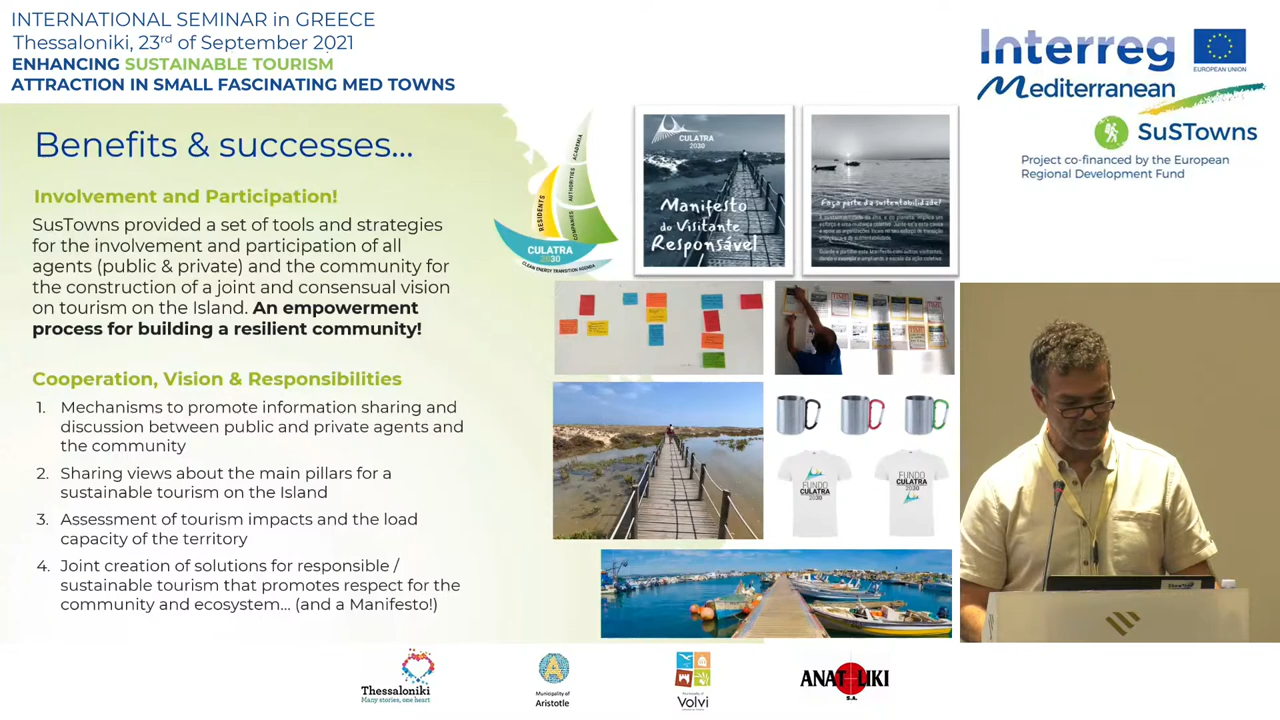 INTERNATIONAL SEMINAR in GREECE
Thessaloniki, 23rd of September 2021
ENHANCING SUSTAINABLE TOURISM
ATTRACTION IN SMALL FASCINATING MED TOWNS
Interreg
EUROPEAN UNION
Mediterranean
SuSTowns
Project co-financed by the European
Regional Development Fund
Benefits & successes...
Involvement and Participation!
SusTowns provided a set of tools and strategies
for the involvement and participation of all
agents (public & private) and the community for
the construction of a joint and consensual vision
on tourism on the Island. An empowerment
process for building a resilient community!
Cooperation, Vision & Responsibilities
1. Mechanisms to promote information sharing and
discussion between public and private agents and
the community
2. Sharing views about the main pillars for a
sustainable tourism on the Island
3. Assessment of tourism impacts and the load
capacity of the territory
4. Joint creation of solutions for responsible /
sustainable tourism that promotes respect for the
community and ecosystem... (and a Manifesto!)
RESIDENTS
AUTHORITIES
ACADEMIA
COMPANIES
CULATRA
2030
CLEAN ENERGY TRANSITION AGENDA
CULATRA
2030
Manifesto
do Visitante
Responsável
Faça parte da sustentabilidade!
FUNDO
CULATRA
2030
FUNDO
CULATRA
2030
Thessaloniki
Many stories, one heart
Municipality of
Aristotle
Volvi
ANATOLIKI
S.A.